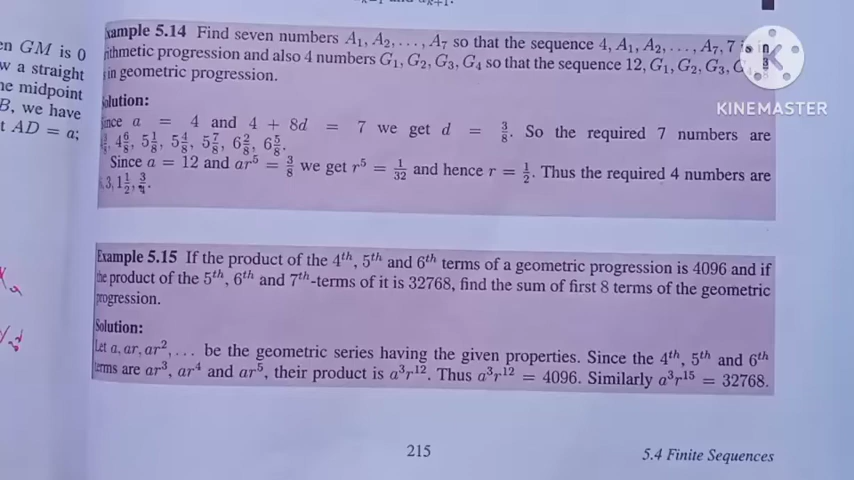 and a_{k+1}.
en GM is 0
w a straight
ne midpoint
B, we have
t AD = a;
xample 5.14 Find seven numbers A₁, A₂, . . . , A₇ so that the sequence 4, A₁, A₂, . . . , A₇, 7 is in
ithmetic progression and also 4 numbers G₁, G₂, G₃, G₄ so that the sequence 12, G₁, G₂, G₃, G
in geometric progression.
olution:
ince a = 4 and 4 + 8d = 7 we get d = 3/8. So the required 7 numbers are
4 6/8, 5 1/8, 5 4/8, 5 7/8, 6 2/8, 6 5/8.
Since a = 12 and ar⁵ = 3/8 we get r⁵ = 1/32 and hence r = 1/2. Thus the required 4 numbers are
3, 1 1/2, 3/4.
KINEMASTER
Example 5.15 If the product of the 4ᵗʰ, 5ᵗʰ and 6ᵗʰ terms of a geometric progression is 4096 and if
the product of the 5ᵗʰ, 6ᵗʰ and 7ᵗʰ-terms of it is 32768, find the sum of first 8 terms of the geometric
progression.
Solution:
Let a, ar, ar², . . . be the geometric series having the given properties. Since the 4ᵗʰ, 5ᵗʰ and 6ᵗʰ
terms are ar³, ar⁴ and ar⁵, their product is a³r¹². Thus a³r¹² = 4096. Similarly a³r¹⁵ = 32768.
215
5.4 Finite Sequences